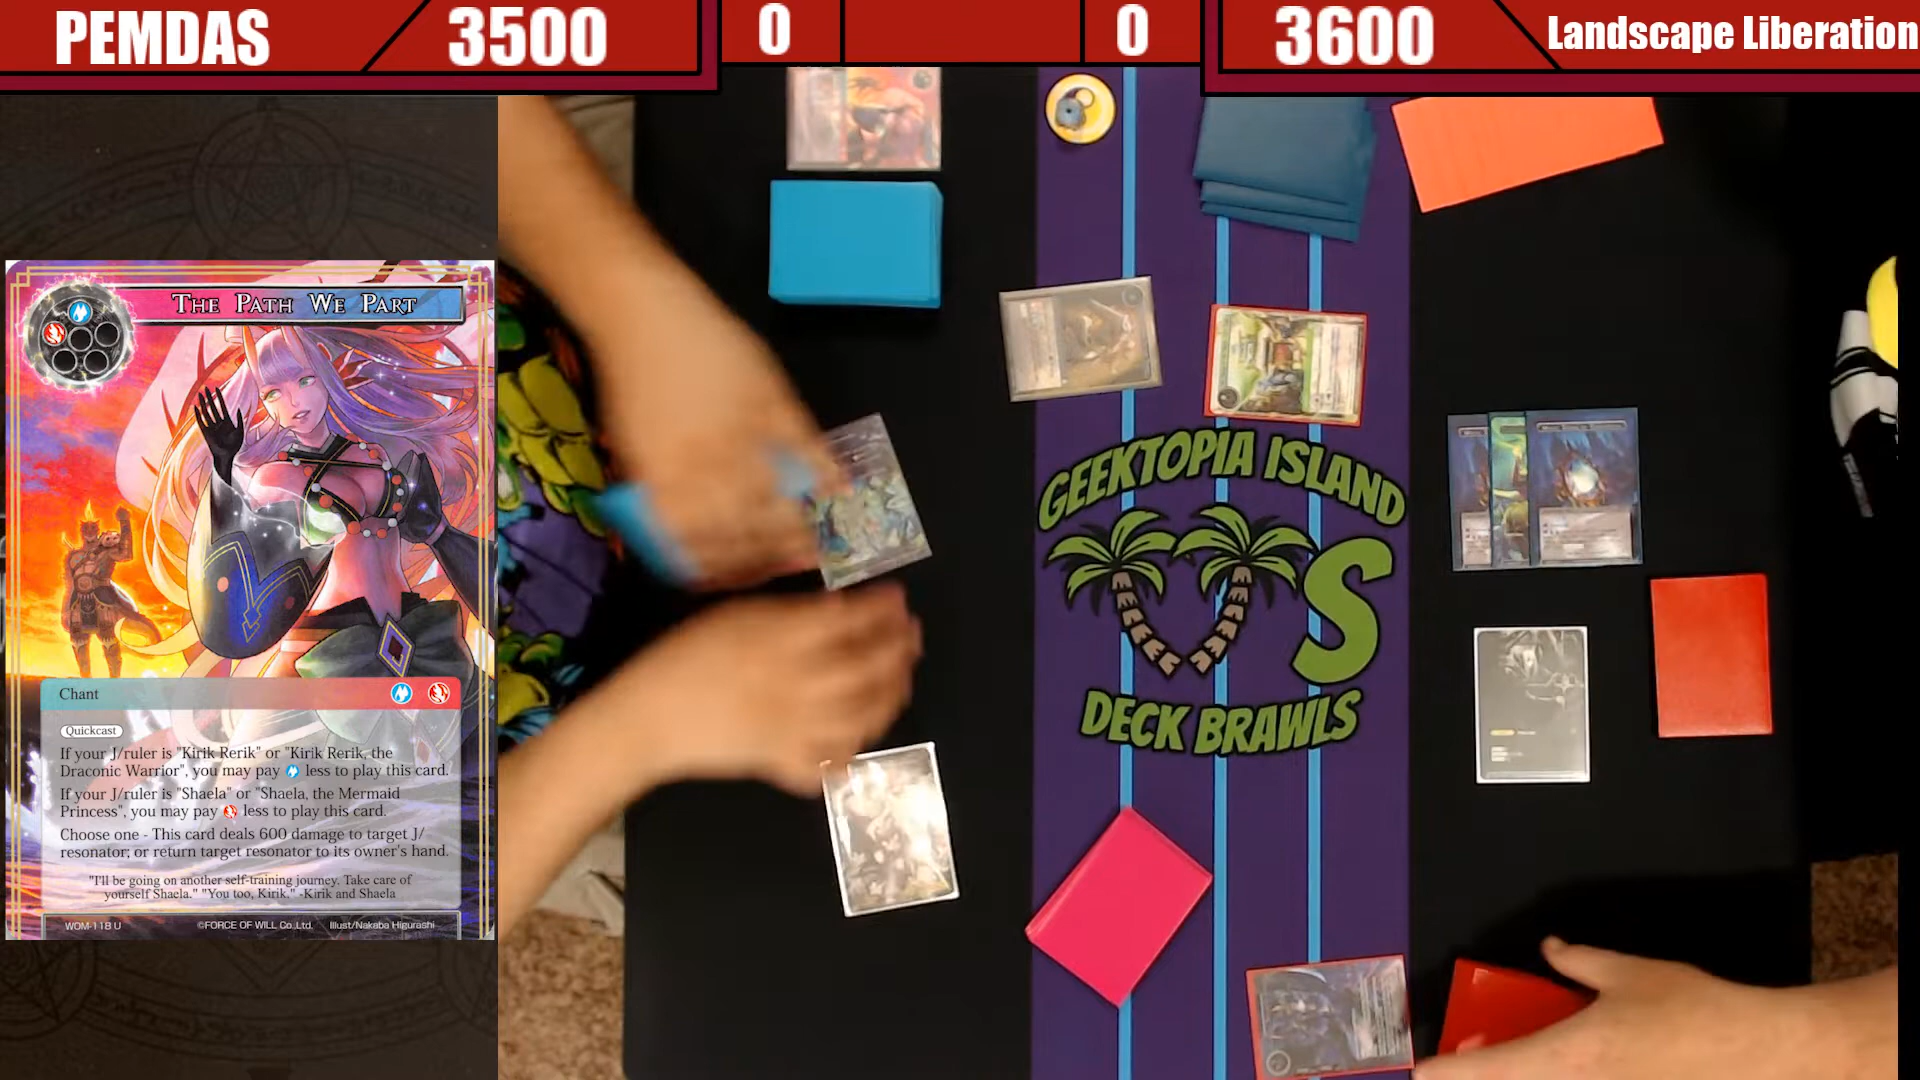 PEMDAS
3500
0
0
3600
Landscape Liberation
The Path We Part
Chant
Quickcast
If your J/ruler is "Kirik Rerik" or "Kirik Rerik, the
Draconic Warrior", you may pay less to play this card.
If your J/ruler is "Shaela" or "Shaela, the Mermaid
Princess", you may pay less to play this card.
Choose one - This card deals 600 damage to target J/
resonator; or return target resonator to its owner's hand.
"I'll be going on another self-training journey. Take care of
yourself Shaela." "You too, Kirik." -Kirik and Shaela
WOM-118 U ©FORCE OF WILL Co.,Ltd. Illust/Nakaba Higurashi
GEEKTOPIA ISLAND
VS
DECK BRAWLS